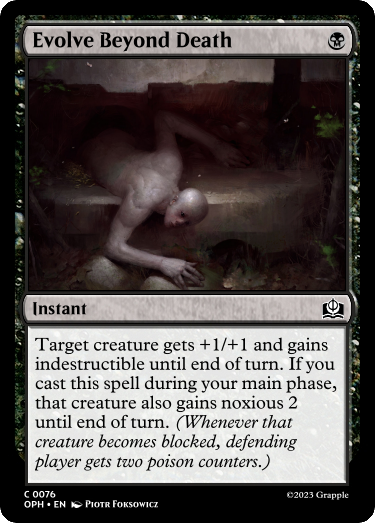 Evolve Beyond Death
Instant
Target creature gets +1/+1 and gains
indestructible until end of turn. If you
cast this spell during your main phase,
that creature also gains noxious 2
until end of turn. (Whenever that
creature becomes blocked, defending
player gets two poison counters.)
C 0076
OPH • EN Piotr Foksowicz
©2023 Grapple